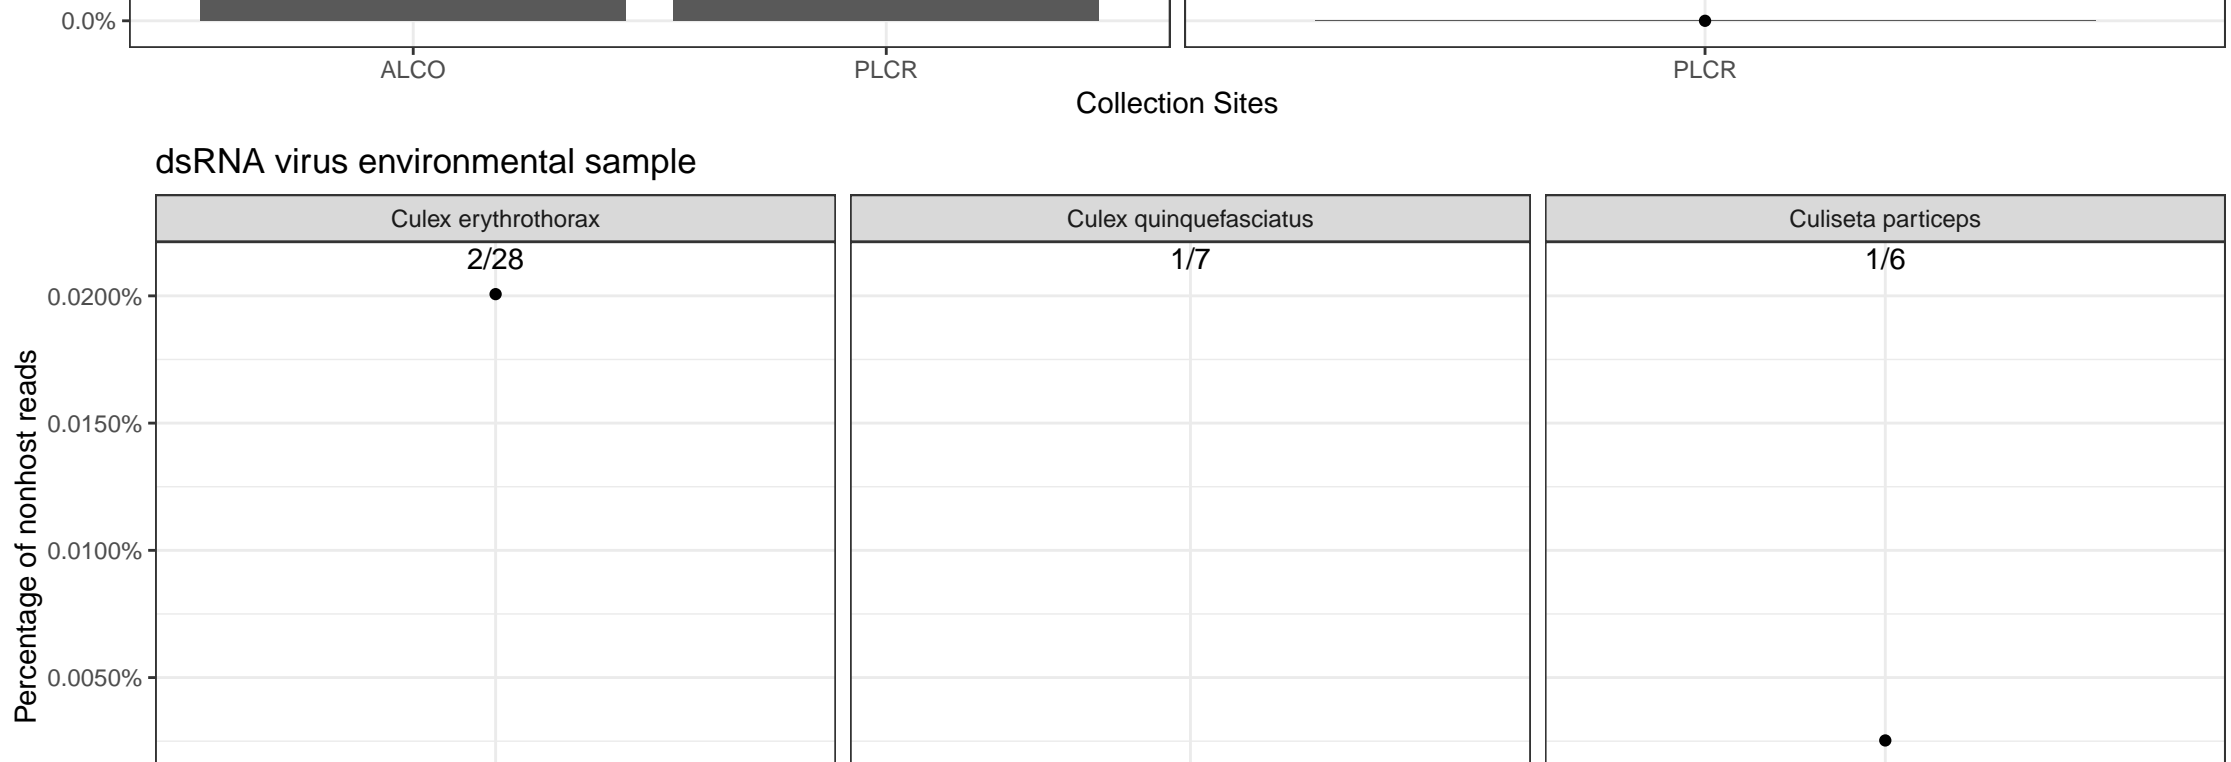 0.0%
ALCO PLCR PLCR
Collection Sites
dsRNA virus environmental sample
Culex erythrothorax Culex quinquefasciatus Culiseta particeps
2/28 1/7 1/6
0.0200%
0.0150%
0.0100%
0.0050%
Percentage of nonhost reads